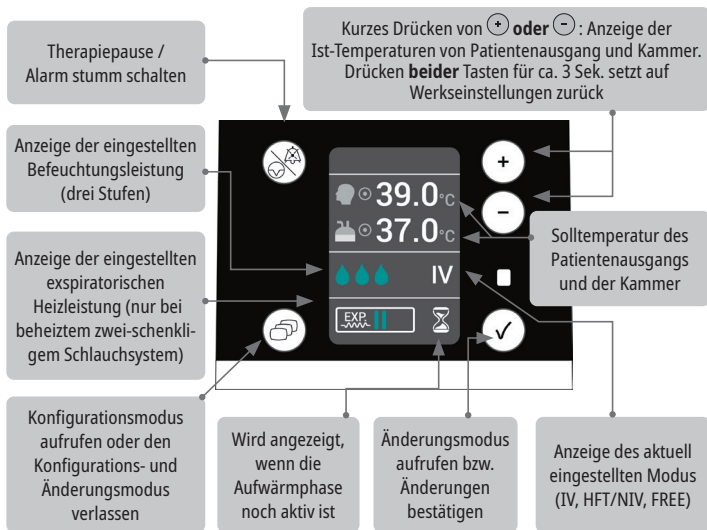 Therapiepause /
Alarm stumm schalten
Kurzes Drücken von + oder − : Anzeige der
Ist-Temperaturen von Patientenausgang und Kammer.
Drücken beider Tasten für ca. 3 Sek. setzt auf
Werkseinstellungen zurück
Anzeige der eingestellten
Befeuchtungsleistung
(drei Stufen)
Anzeige der eingestellten
exspiratorischen
Heizleistung (nur bei
beheiztem zwei-schenkli-
gem Schlauchsystem)
+
−
39.0°C
37.0°C
IV
EXP.
Solltemperatur des
Patientenausgangs
und der Kammer
Konfigurationsmodus
aufrufen oder den
Konfigurations- und
Änderungsmodus
verlassen
Wird angezeigt,
wenn die
Aufwärmphase
noch aktiv ist
Änderungsmodus
aufrufen bzw.
Änderungen
bestätigen
Anzeige des aktuell
eingestellten Modus
(IV, HFT/NIV, FREE)